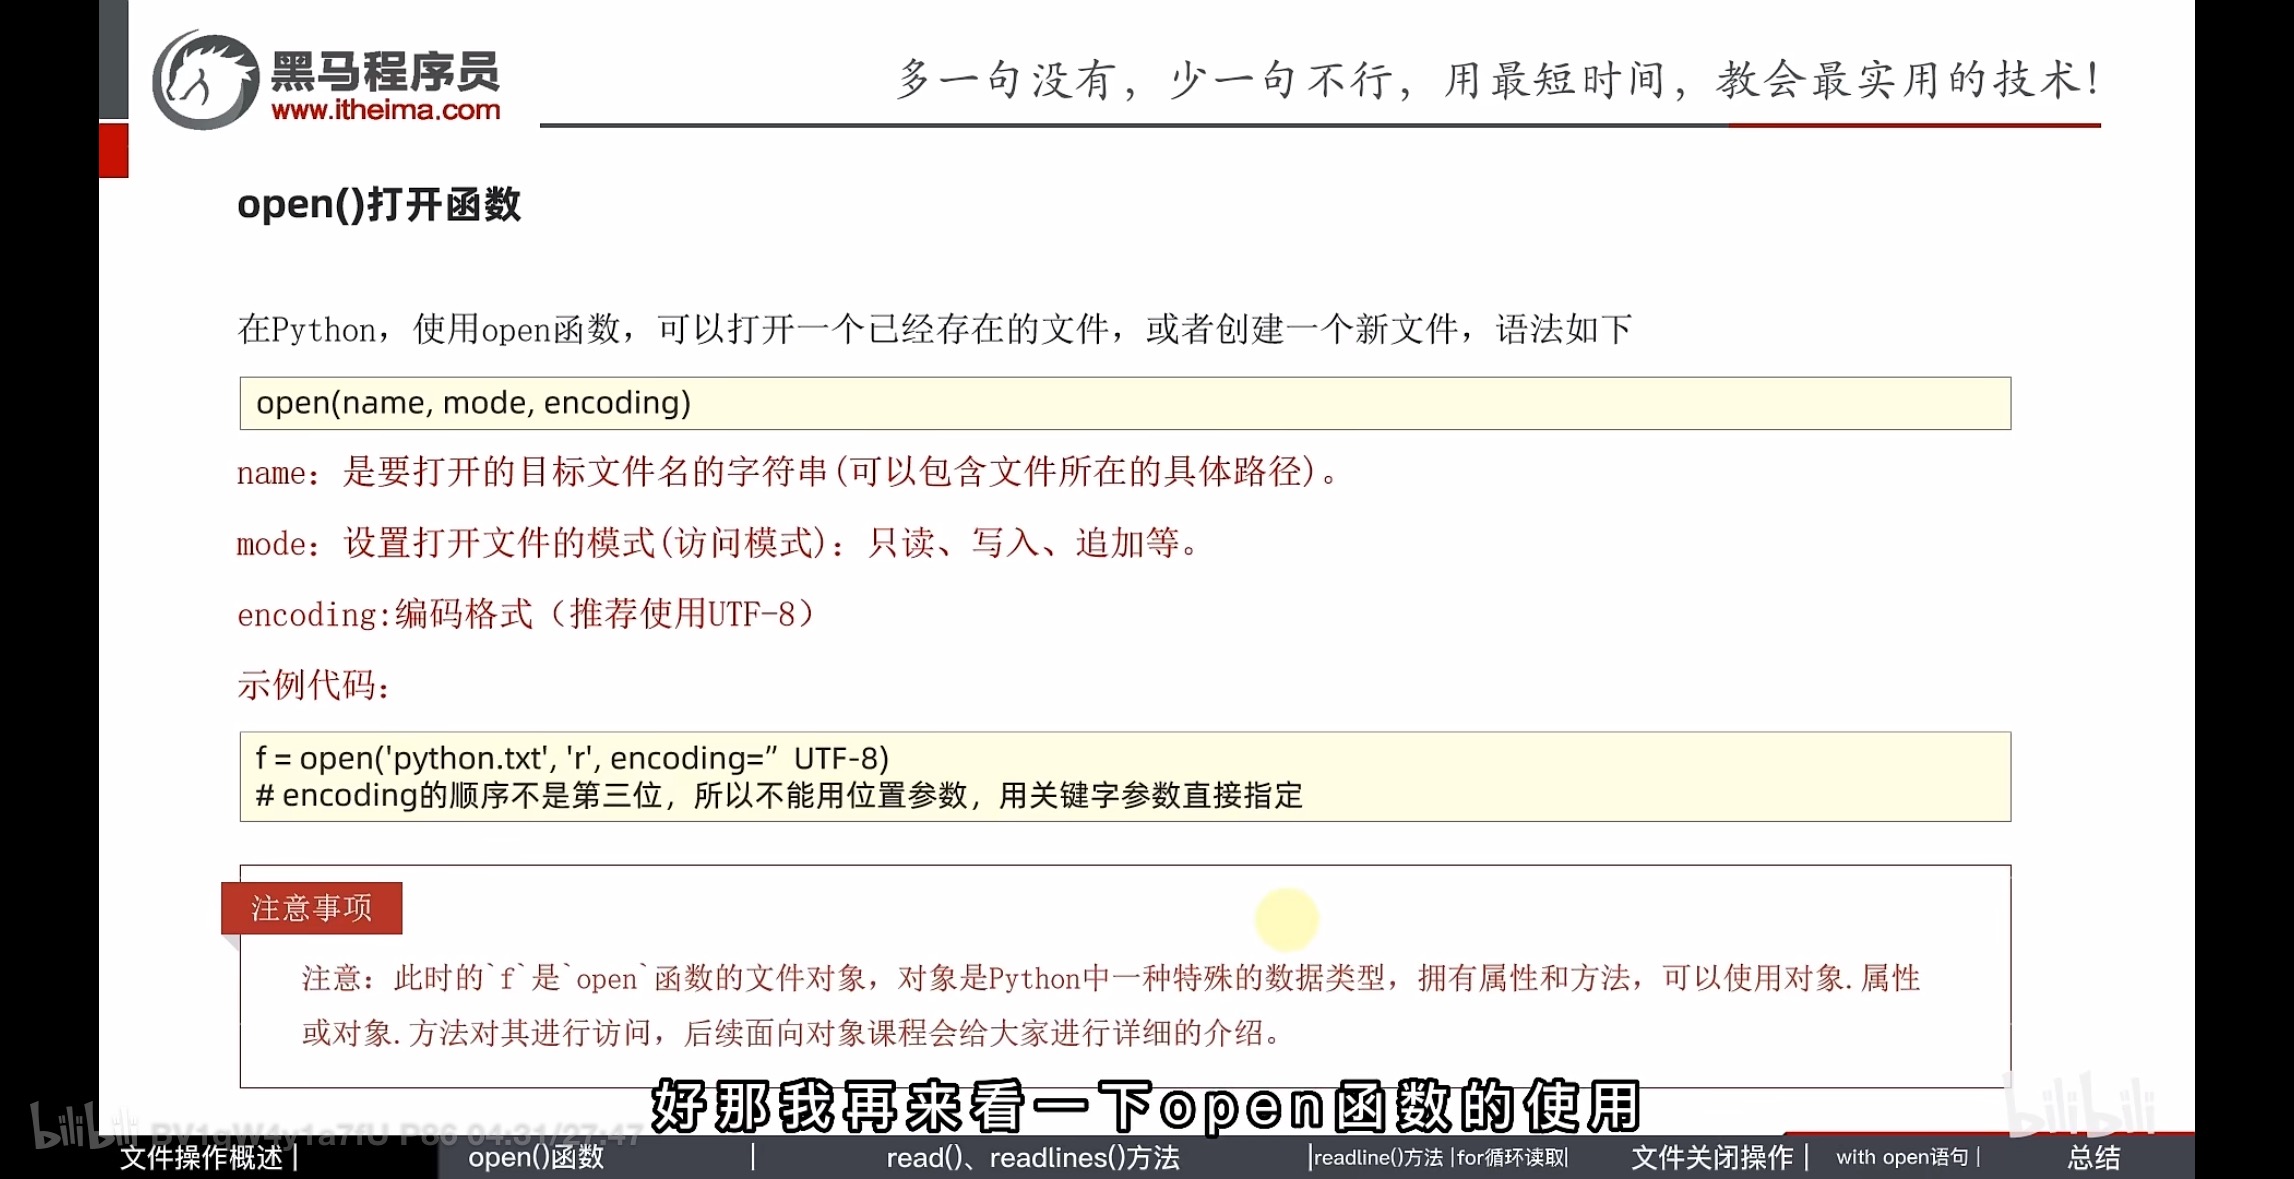 黑马程序员
www.itheima.com
多一句没有，少一句不行，用最短时间，教会最实用的技术！
open()打开函数
在Python，使用open函数，可以打开一个已经存在的文件，或者创建一个新文件，语法如下
open(name, mode, encoding)
name：是要打开的目标文件名的字符串(可以包含文件所在的具体路径)。
mode：设置打开文件的模式(访问模式)：只读、写入、追加等。
encoding:编码格式（推荐使用UTF-8）
示例代码：
f = open('python.txt', 'r', encoding=”UTF-8)
# encoding的顺序不是第三位，所以不能用位置参数，用关键字参数直接指定
注意事项
注意：此时的`f`是`open`函数的文件对象，对象是Python中一种特殊的数据类型，拥有属性和方法，可以使用对象.属性
或对象.方法对其进行访问，后续面向对象课程会给大家进行详细的介绍。
好那我再来看一下open函数的使用
bilibili BV1qW4y1a7fU P86 04:31/27:47
bilibili
文件操作概述 | open()函数 | read()、readlines()方法 |readline()方法 |for循环读取| 文件关闭操作 | with open语句 | 总结